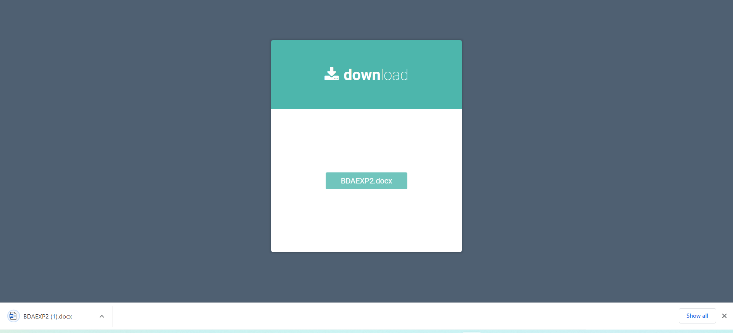 download
BDAEXP2.docx
BDAEXP2 (1).docx
Show all